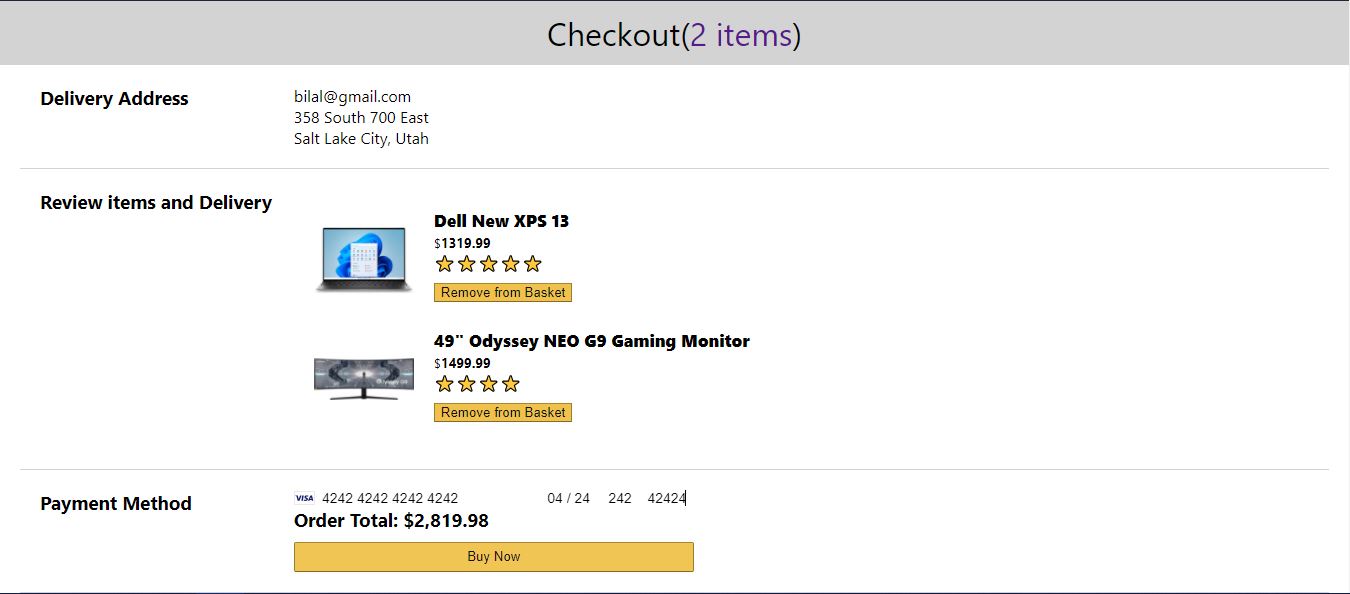 Checkout(2 items)
Delivery Address
bilal@gmail.com
358 South 700 East
Salt Lake City, Utah
Review items and Delivery
Dell New XPS 13
$1319.99
Remove from Basket
49" Odyssey NEO G9 Gaming Monitor
$1499.99
Remove from Basket
Payment Method
VISA 4242 4242 4242 4242 04 / 24 242 42424
Order Total: $2,819.98
Buy Now